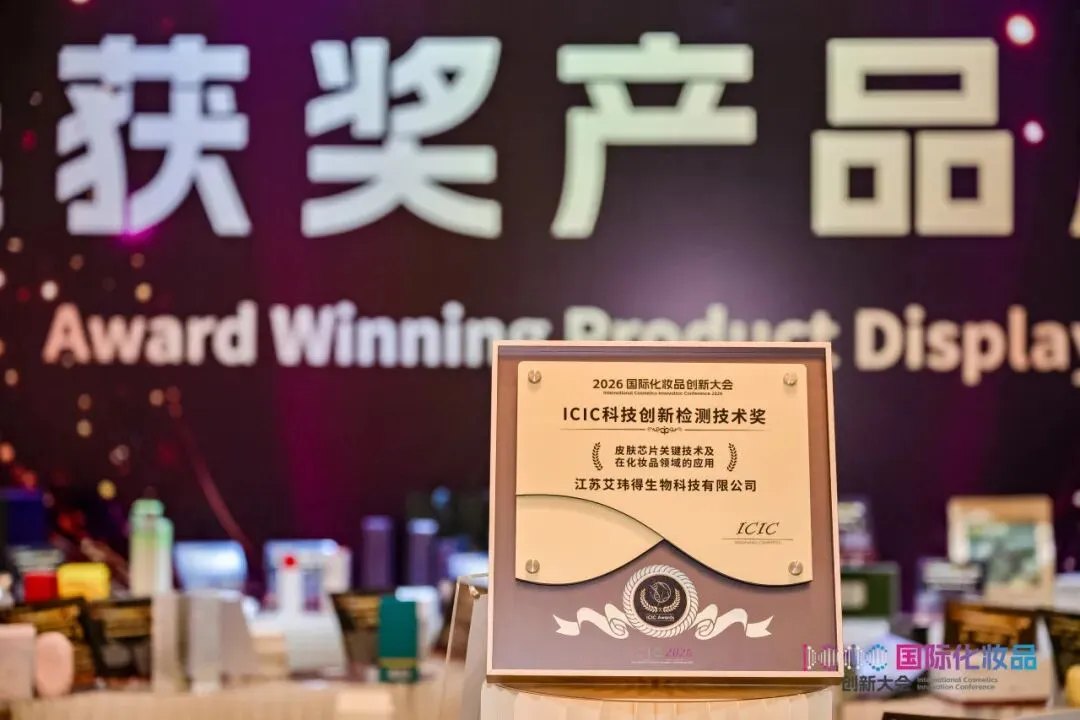 获奖产品
Award Winning Product Display
2026 国际化妆品创新大会
International Cosmetics Innovation Conference 2026
ICIC科技创新检测技术奖
皮肤芯片关键技术及
在化妆品领域的应用
江苏艾玮得生物科技有限公司
ICIC
ICIC Awards
国际化妆品
创新大会 International Cosmetics
Innovation Conference